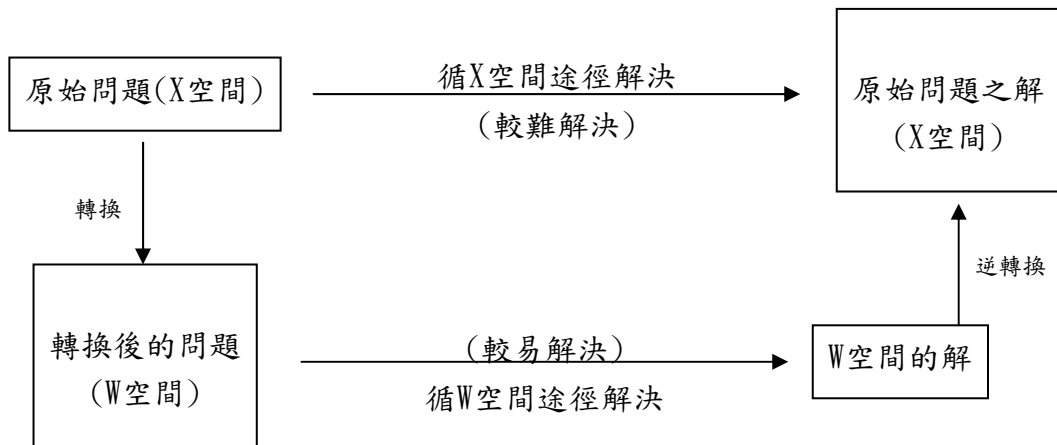 原始問題(X空間)
循X空間途徑解決
(較難解決)
原始問題之解
(X空間)
轉換
逆轉換
轉換後的問題
(W空間)
(較易解決)
循W空間途徑解決
W空間的解